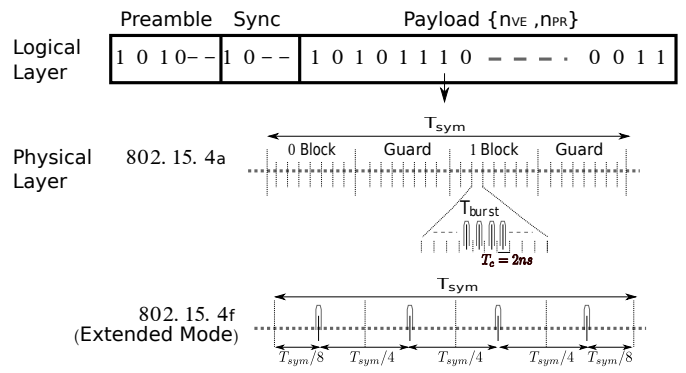 Preamble Sync Payload {nVE ,nPR}
Logical Layer
1 0 1 0 - - 1 0 - - 1 0 1 0 1 1 1 0 - - - - 0 0 1 1
Tsym
0 Block Guard 1 Block Guard
Physical Layer
802. 15. 4a
Tburst
Tc = 2ns
Tsym
802. 15. 4f
(Extended Mode)
Tsym/8 Tsym/4 Tsym/4 Tsym/4 Tsym/8